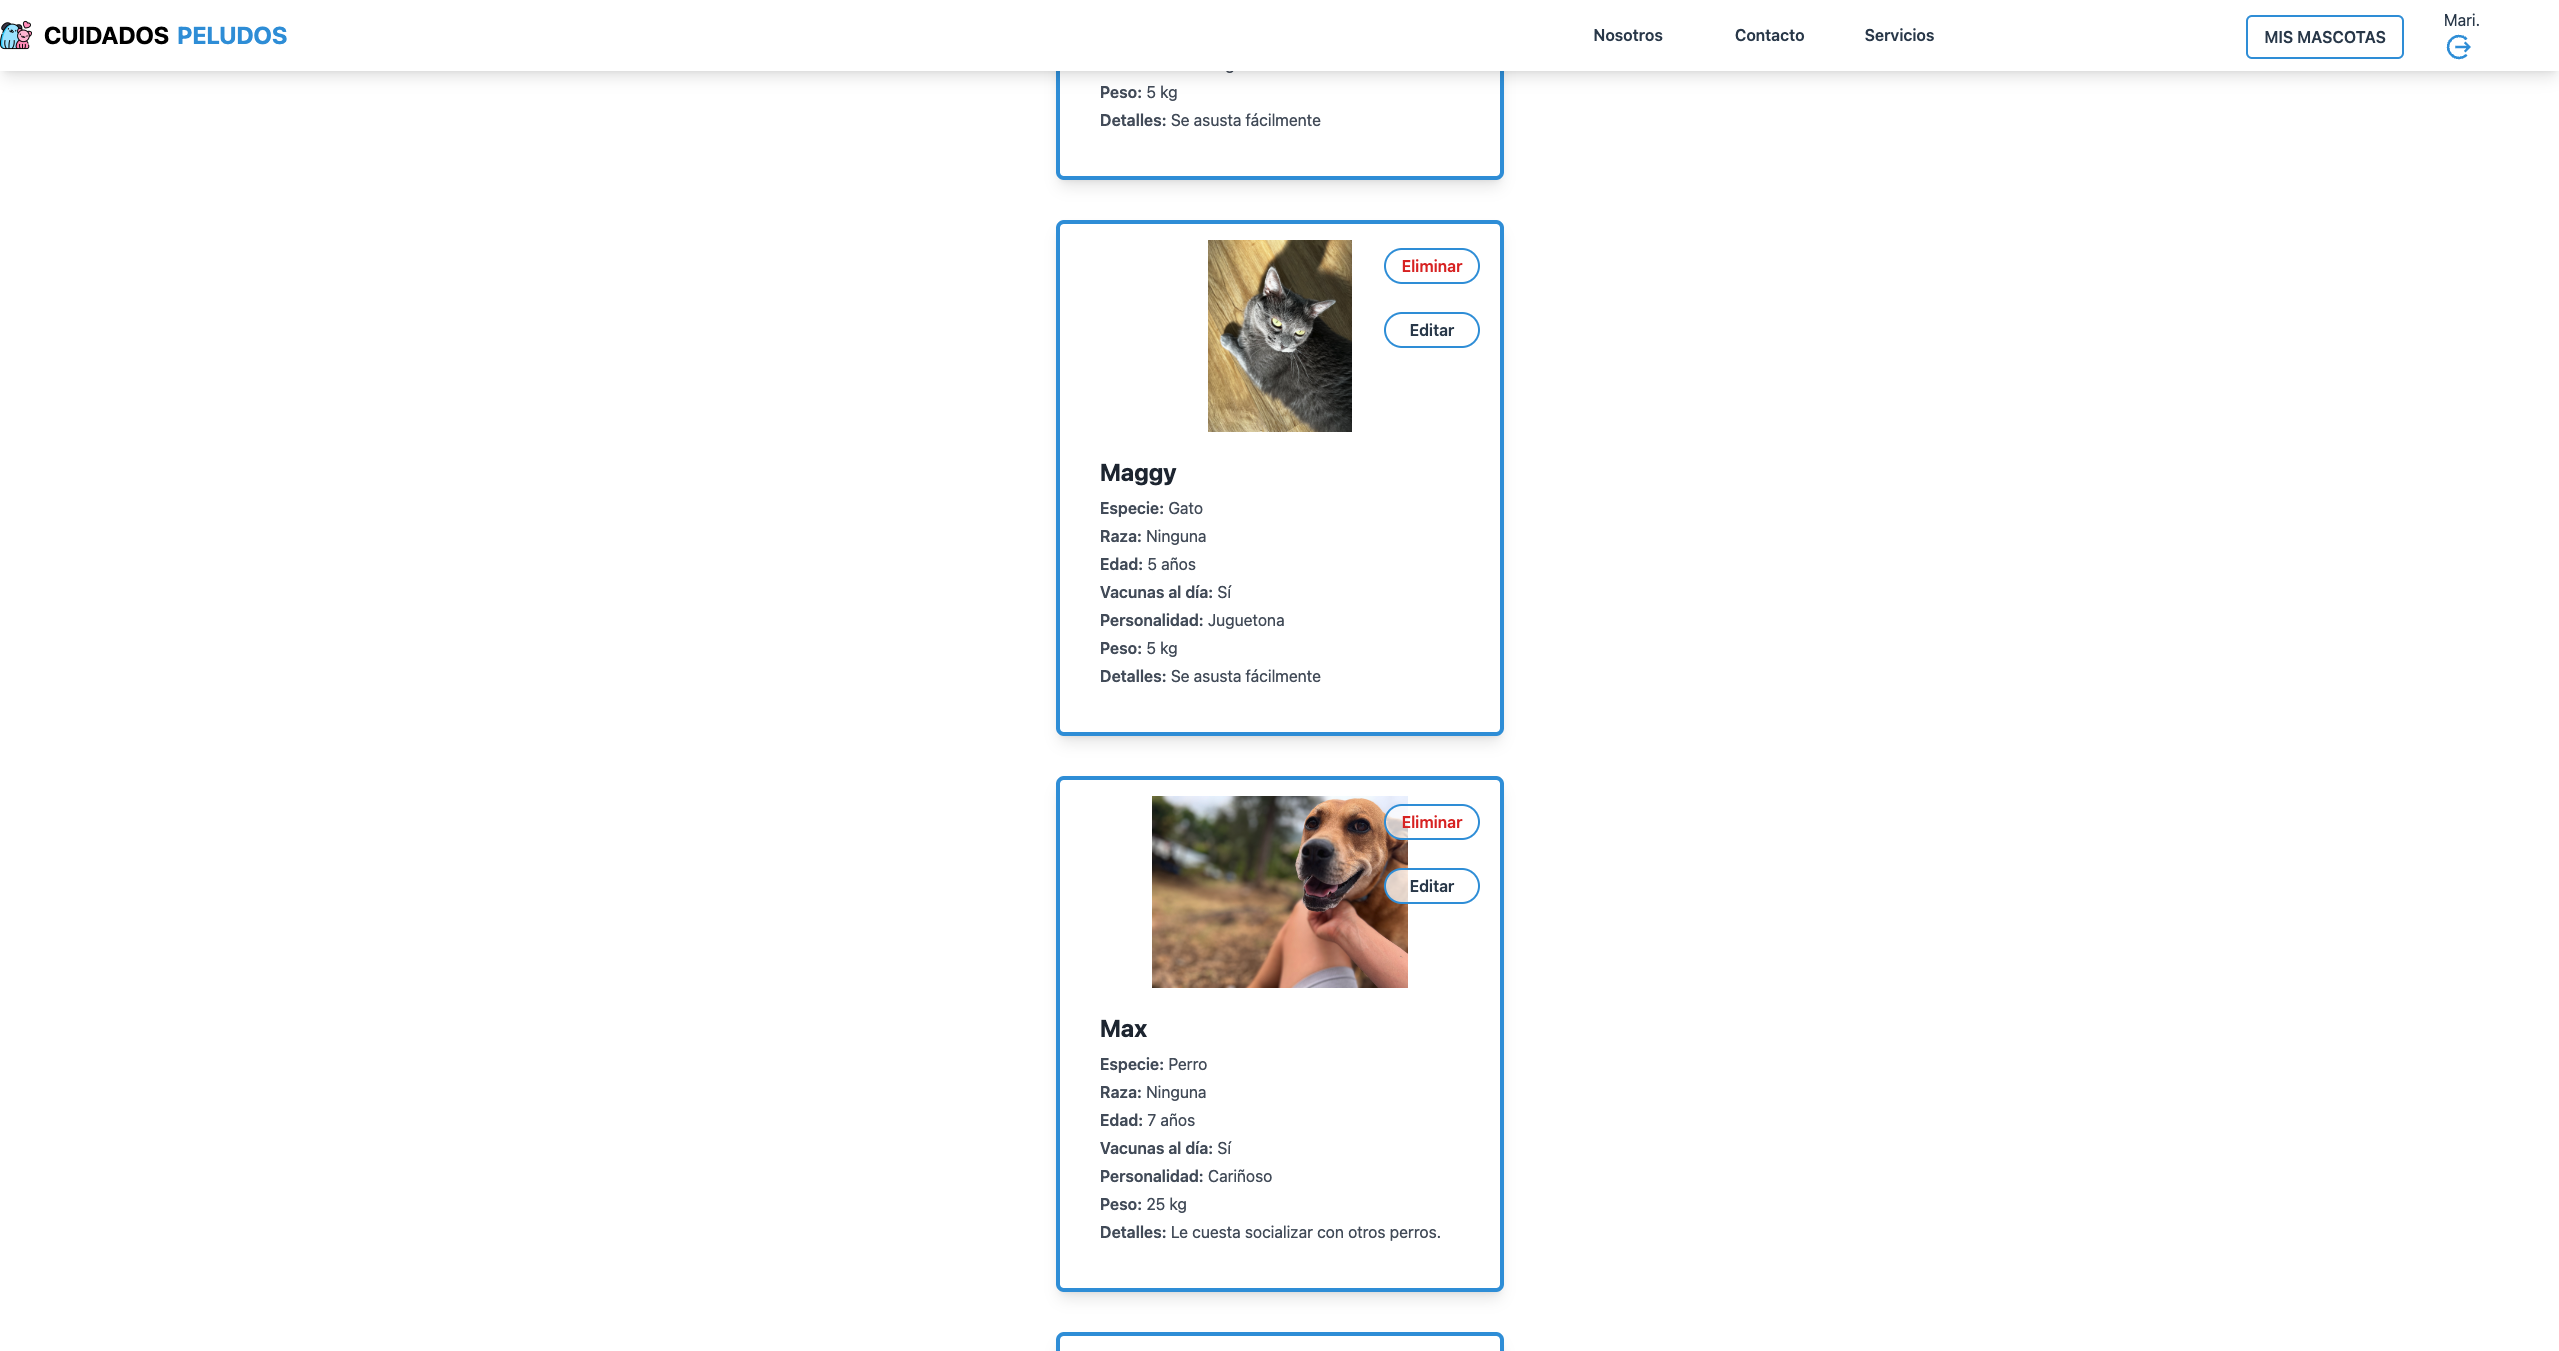 CUIDADOS PELUDOS
Nosotros
Contacto
Servicios
MIS MASCOTAS
Mari.
Peso: 5 kg
Detalles: Se asusta fácilmente
Eliminar
Editar
Maggy
Especie: Gato
Raza: Ninguna
Edad: 5 años
Vacunas al día: Sí
Personalidad: Juguetona
Peso: 5 kg
Detalles: Se asusta fácilmente
Eliminar
Editar
Max
Especie: Perro
Raza: Ninguna
Edad: 7 años
Vacunas al día: Sí
Personalidad: Cariñoso
Peso: 25 kg
Detalles: Le cuesta socializar con otros perros.